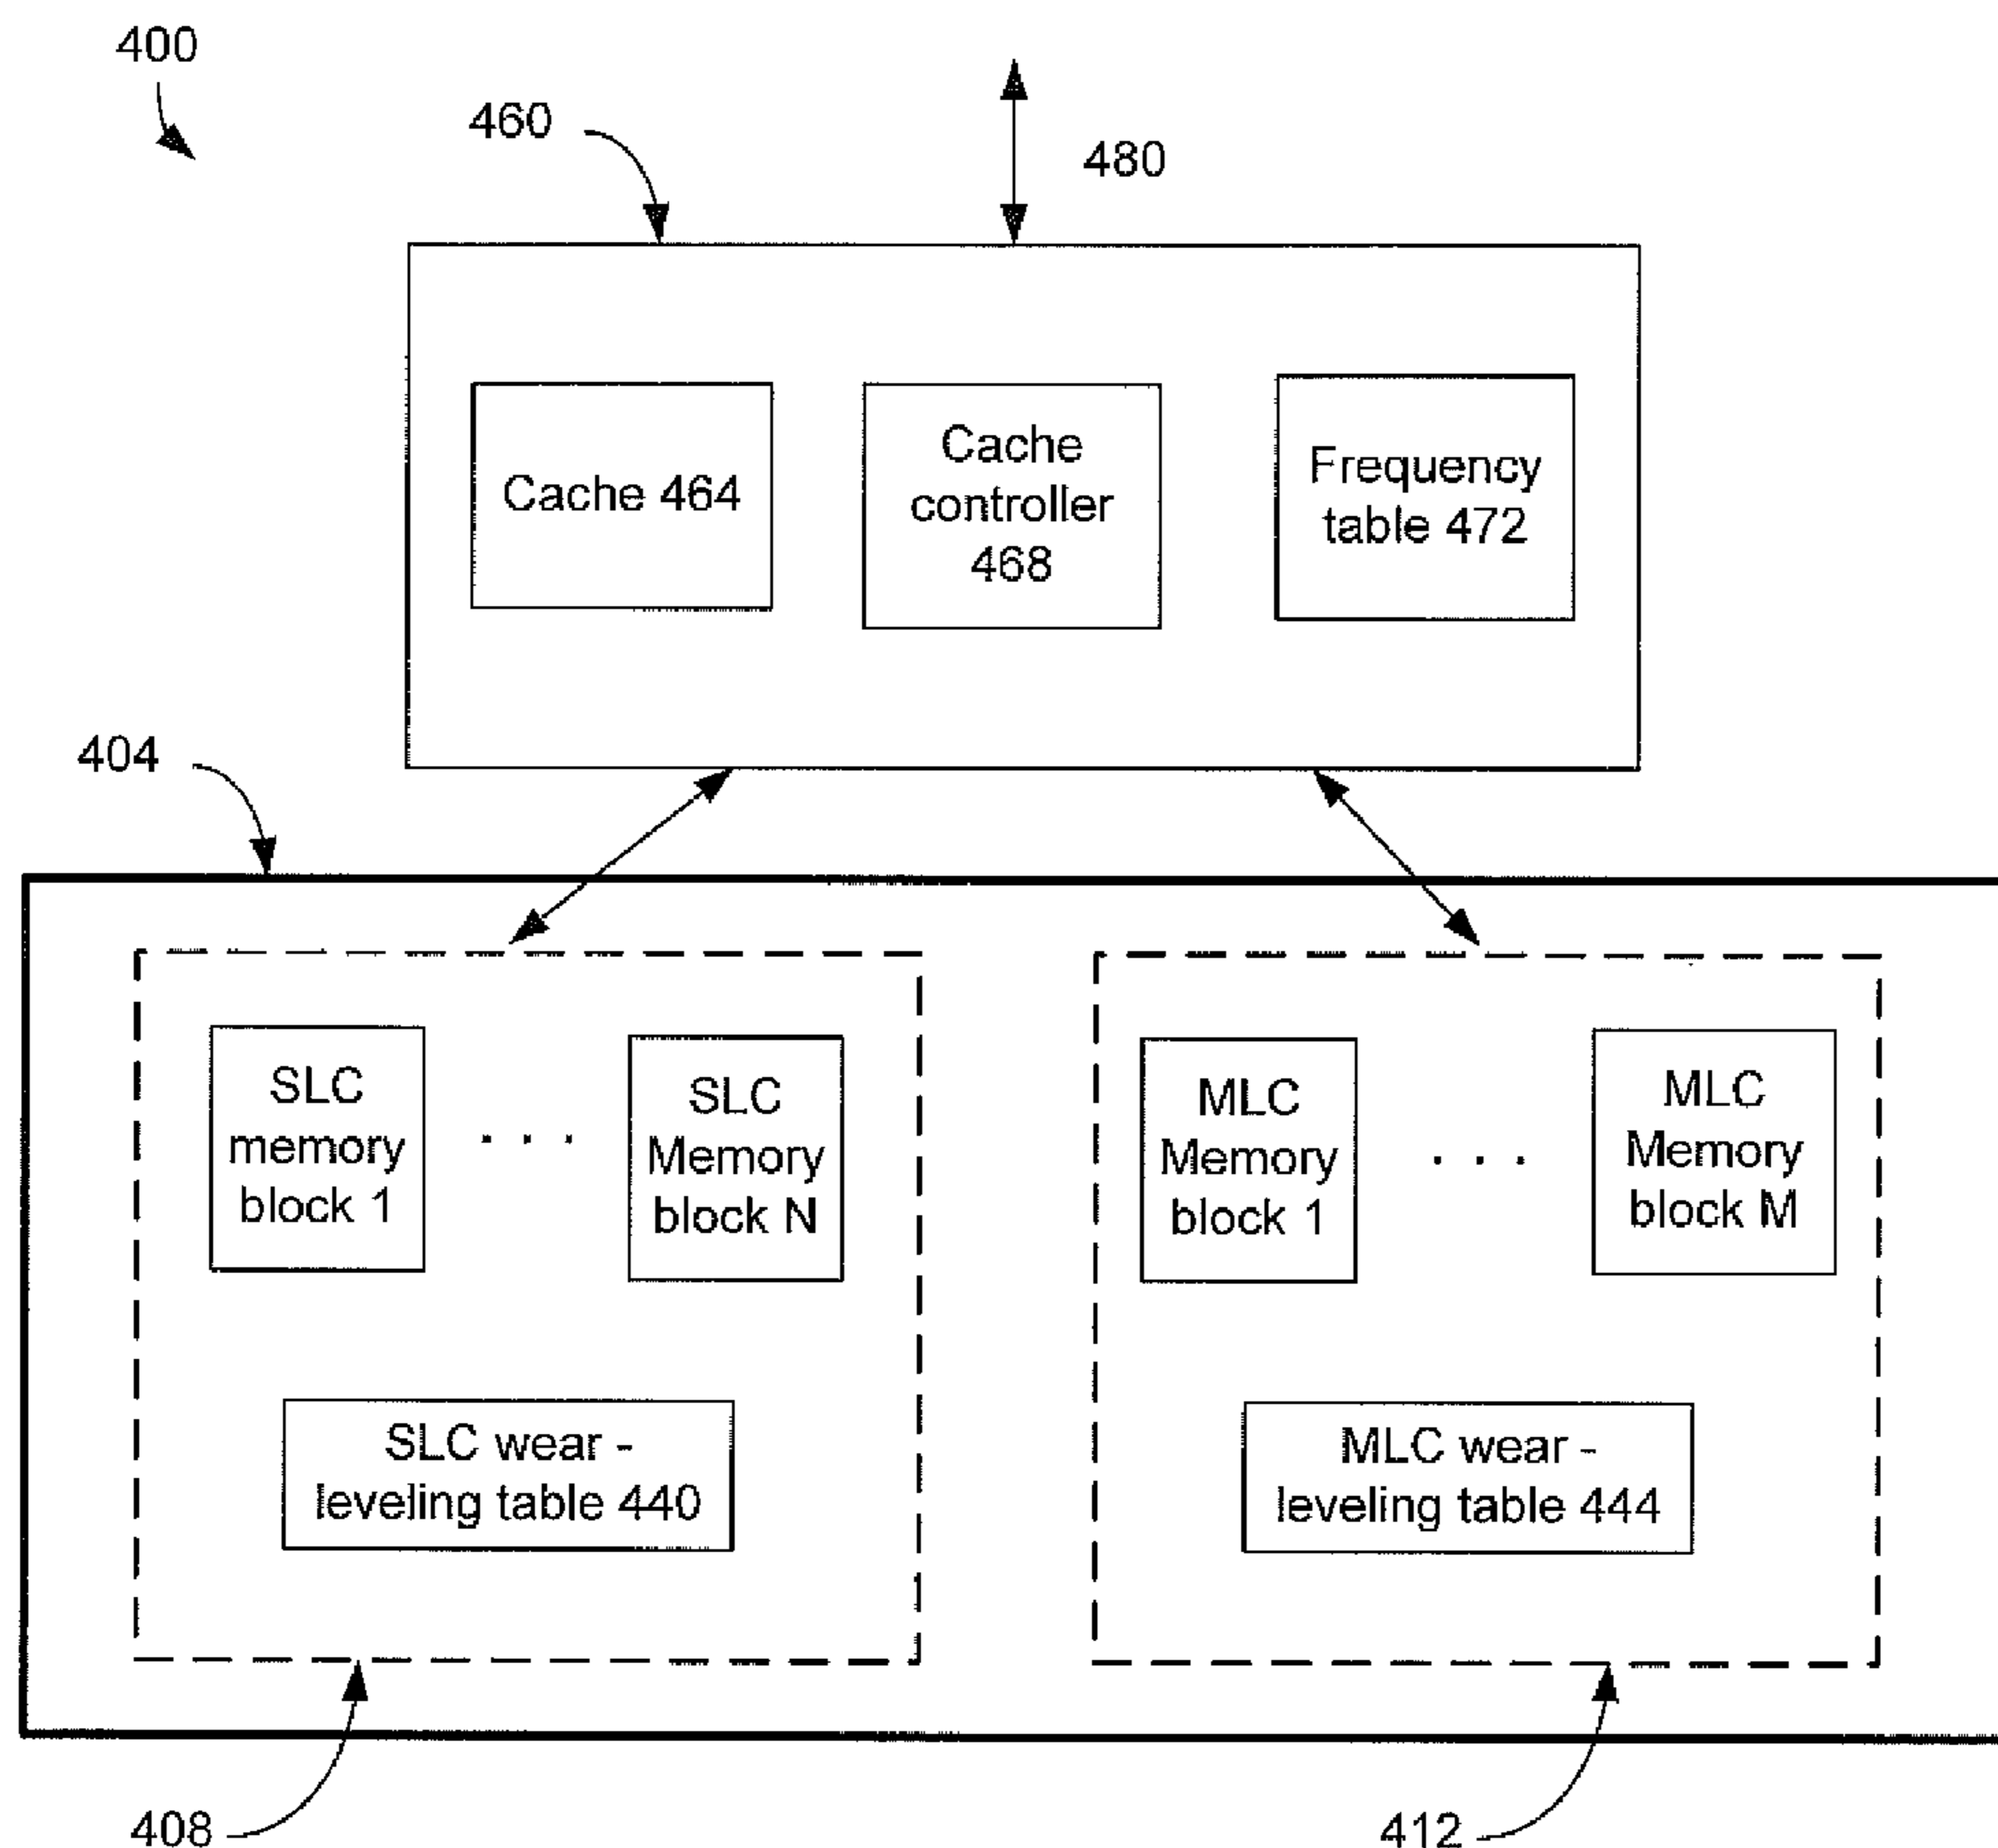 400
460
480
Cache 464
Cache
controller
468
Frequency
table 472
404
SLC
memory
block 1
. . .
SLC
Memory
block N
MLC
Memory
block 1
. . .
MLC
Memory
block M
SLC wear -
leveling table 440
MLC wear -
leveling table 444
408
412